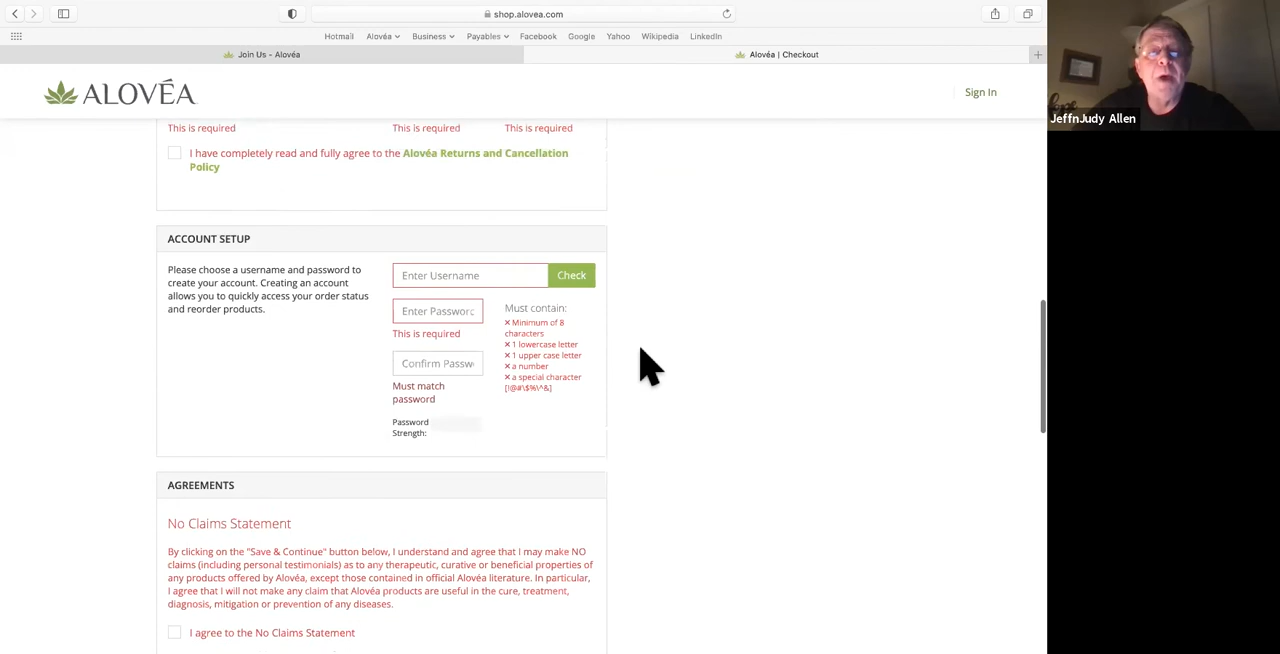 shop.alovea.com
Hotmail Alovéa Business Payables Facebook Google Yahoo Wikipedia LinkedIn
Join Us - Alovéa
Alovéa | Checkout
ALOVÉA
Sign In
JeffnJudy Allen
This is required This is required This is required
I have completely read and fully agree to the Alovéa Returns and Cancellation
Policy
ACCOUNT SETUP
Please choose a username and password to
create your account. Creating an account
allows you to quickly access your order status
and reorder products.
Enter Username
Check
Enter Password
This is required
Confirm Passw
Must match
password
Password
Strength:
Must contain:
× Minimum of 8
characters
× 1 lowercase letter
× 1 upper case letter
× a number
× a special character
[!@#\$%\^&]
AGREEMENTS
No Claims Statement
By clicking on the "Save & Continue" button below, I understand and agree that I may make NO
claims (including personal testimonials) as to any therapeutic, curative or beneficial properties of
any products offered by Alovéa, except those contained in official Alovéa literature. In particular,
I agree that I will not make any claim that Alovéa products are useful in the cure, treatment,
diagnosis, mitigation or prevention of any diseases.
I agree to the No Claims Statement